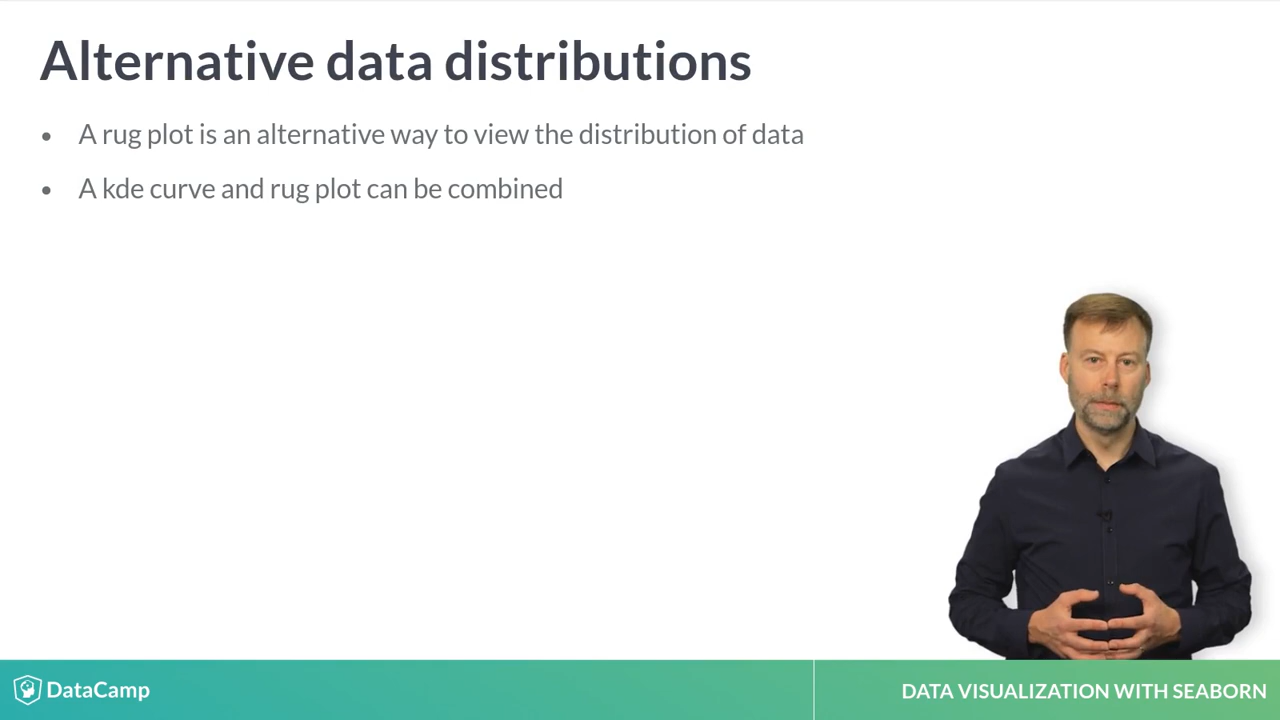 Alternative data distributions
• A rug plot is an alternative way to view the distribution of data
• A kde curve and rug plot can be combined
DataCamp
DATA VISUALIZATION WITH SEABORN